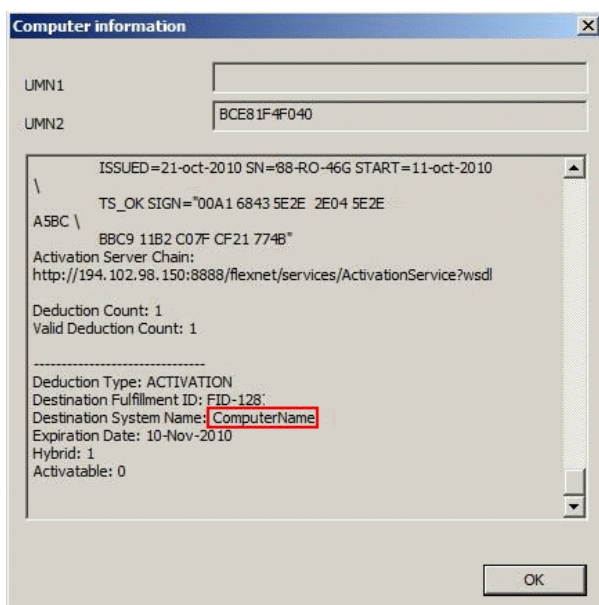 Computer information
UMN1
UMN2
BCE81F4F040
ISSUED=21-oct-2010 SN=88-RO-46G START=11-oct-2010
\
TS_OK SIGN="00A1 6843 5E2E 2E04 5E2E
A5BC \
BBC9 11B2 C07F CF21 774B"
Activation Server Chain:
http://194.102.98.150:8888/flexnet/services/ActivationService?wsdl
Deduction Count: 1
Valid Deduction Count: 1
-------------------------------
Deduction Type: ACTIVATION
Destination Fulfillment ID: FID-128
Destination System Name: ComputerName
Expiration Date: 10-Nov-2010
Hybrid: 1
Activatable: 0
OK